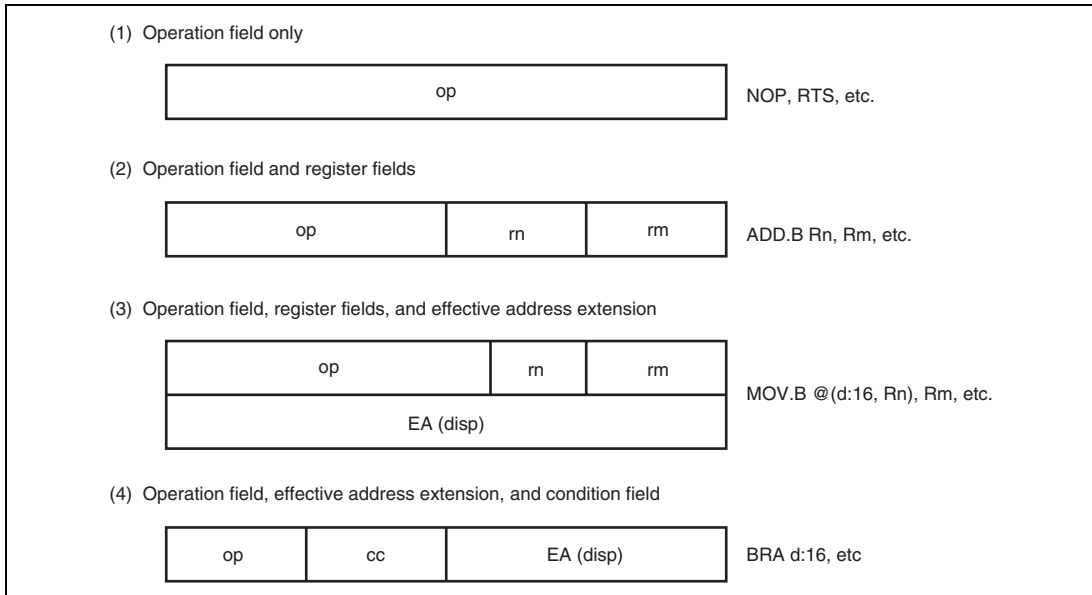 (1) Operation field only
op
NOP, RTS, etc.
(2) Operation field and register fields
op rn rm
ADD.B Rn, Rm, etc.
(3) Operation field, register fields, and effective address extension
op rn rm
MOV.B @(d:16, Rn), Rm, etc.
EA (disp)
(4) Operation field, effective address extension, and condition field
op cc EA (disp)
BRA d:16, etc